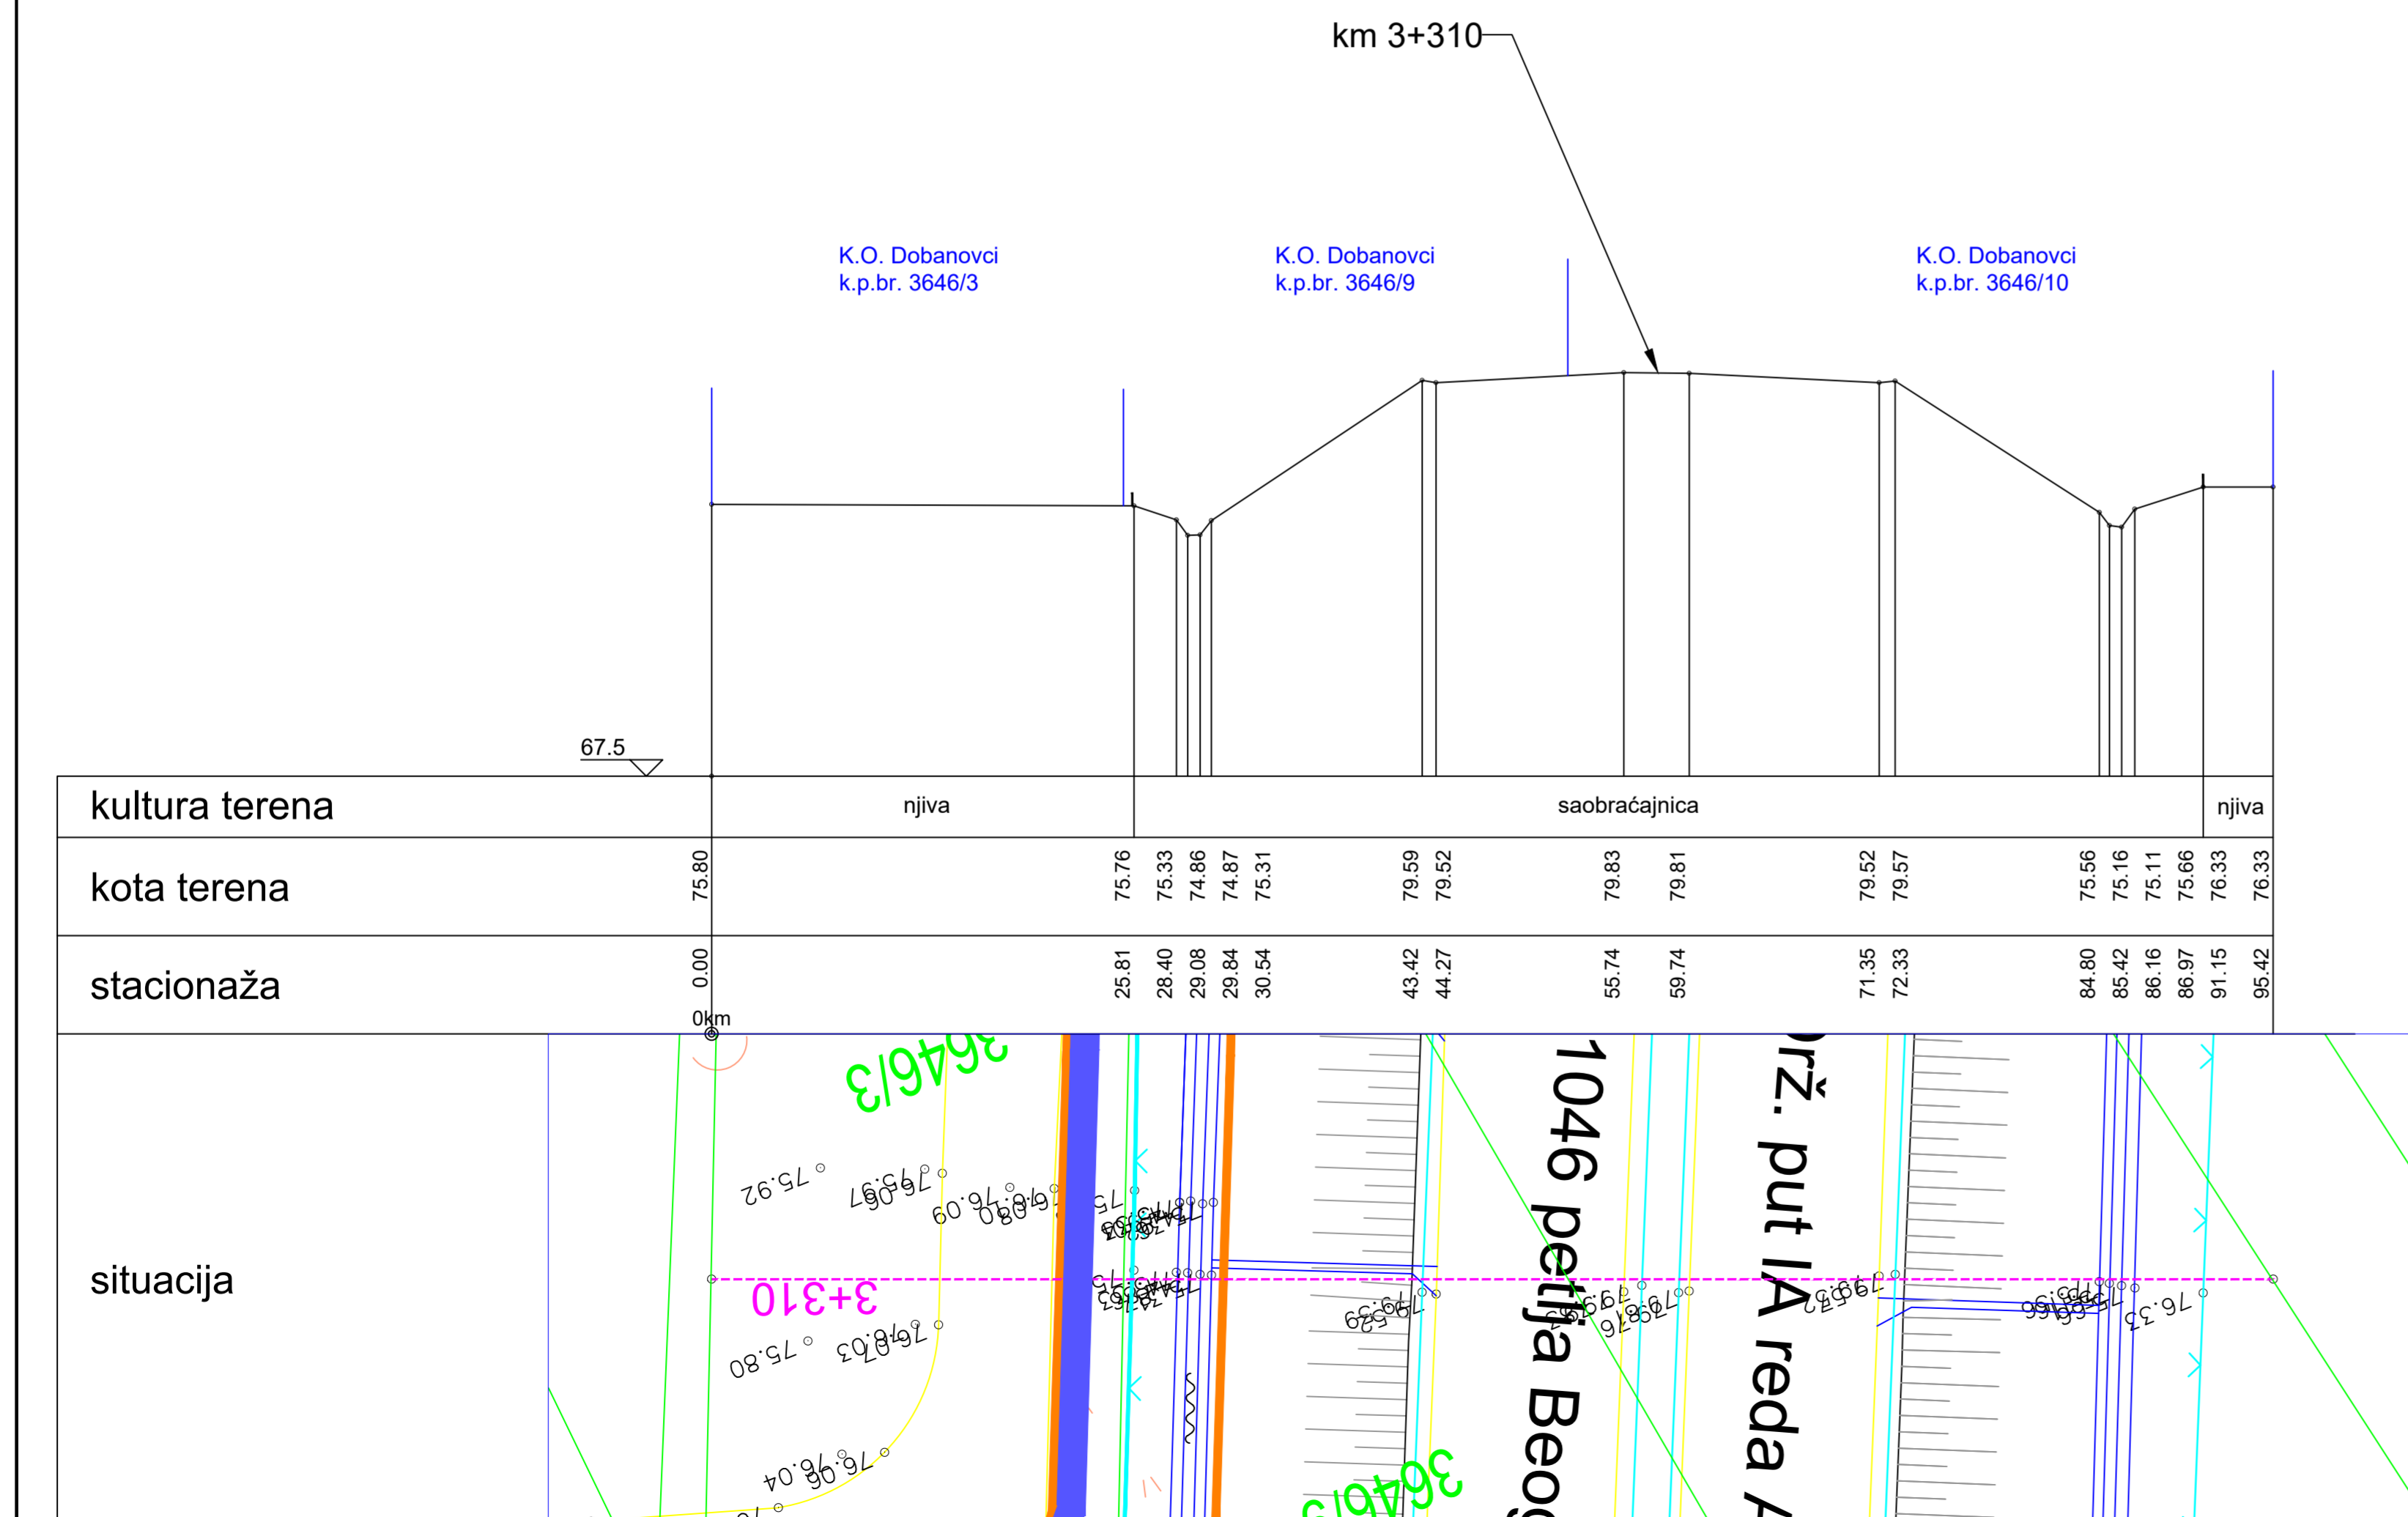 km 3+310
K.O. Dobanovci
k.p.br. 3646/3
K.O. Dobanovci
k.p.br. 3646/9
K.O. Dobanovci
k.p.br. 3646/10
67.5
kultura terena
njiva
saobraćajnica
njiva
kota terena
75.80 25.76 75.33 74.86 74.87 75.31 79.59 79.52 79.83 79.81 79.52 79.57 75.56 75.16 75.11 75.66 76.33 76.33
stacionaža
0.00 25.81 28.40 29.08 29.84 30.54 43.42 44.27 55.74 59.74 71.35 72.33 84.80 85.42 86.16 86.97 91.15 95.42
0km
situacija
3646/3
75.92
76.09
3+310
75.80
76.03
76.04
76.06
76.33
1046 petlja Beog
put IA reda A